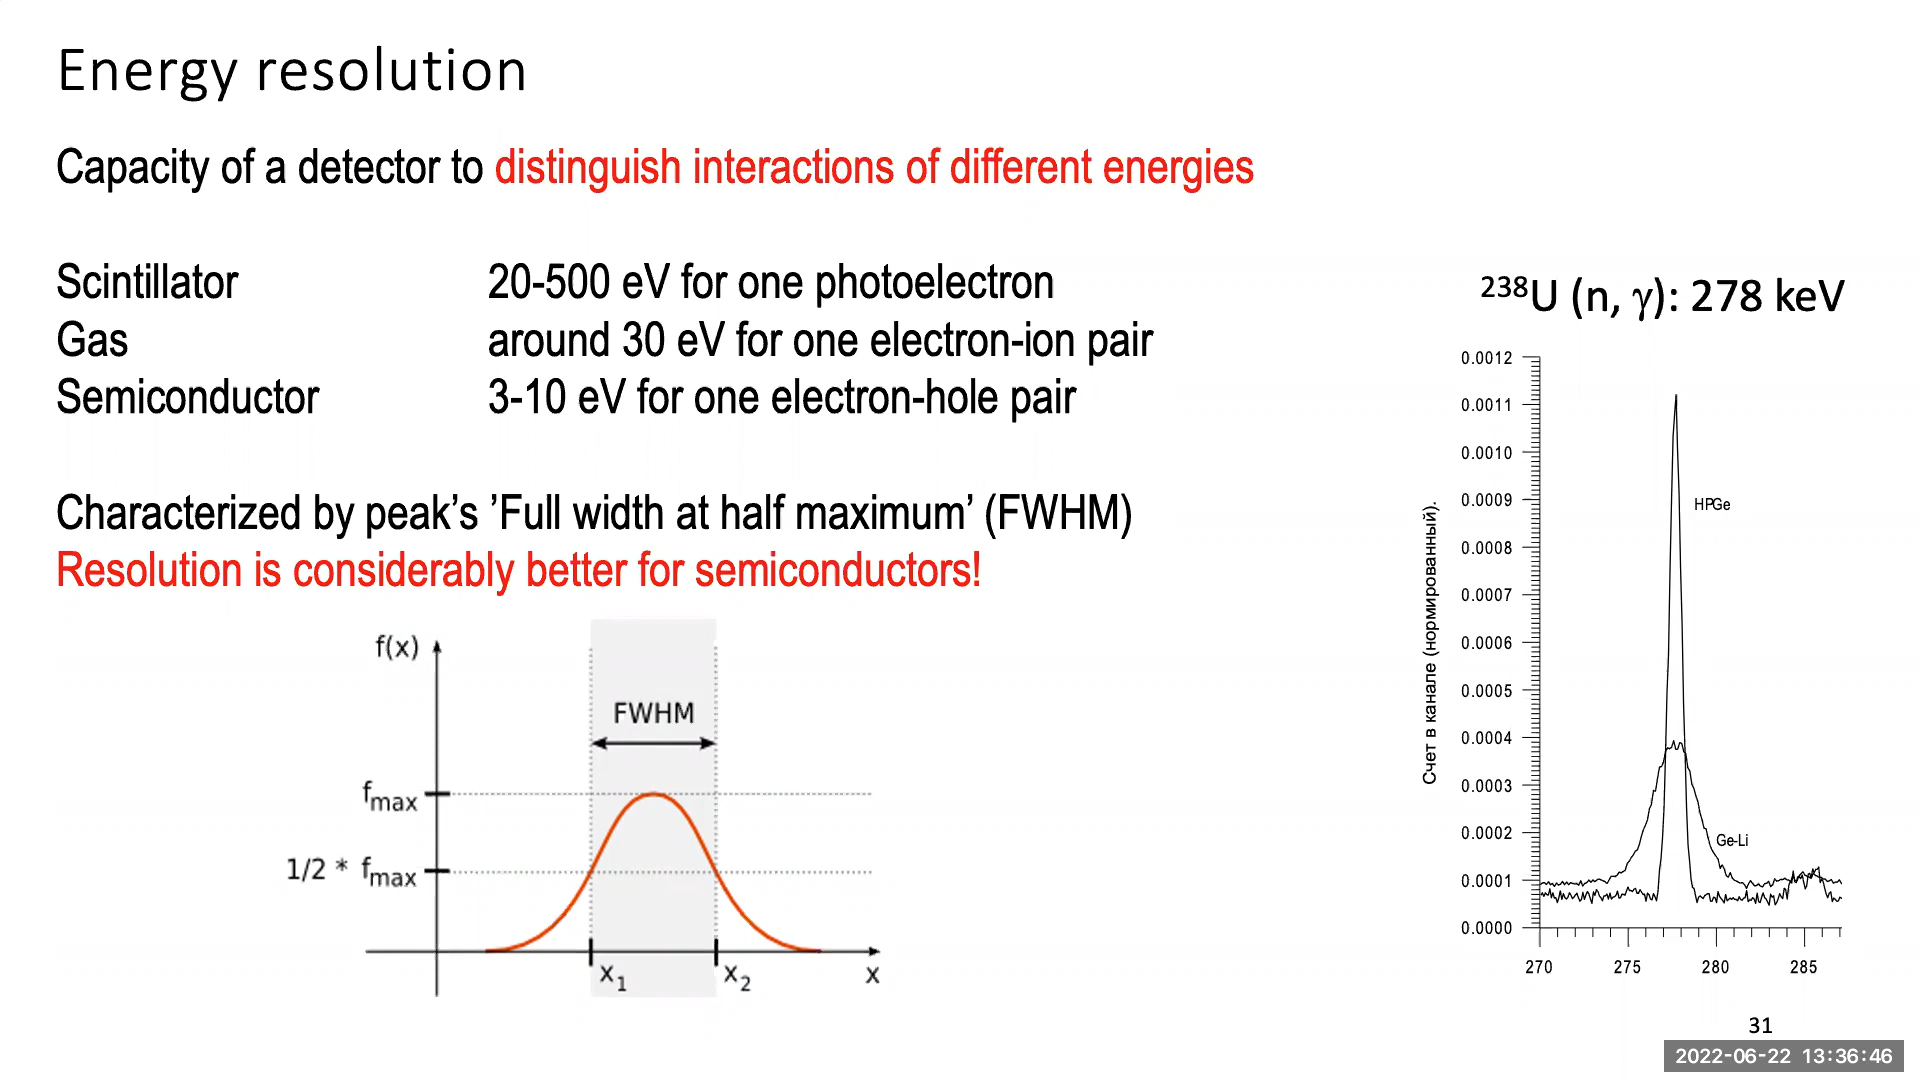 Energy resolution
Capacity of a detector to distinguish interactions of different energies
Scintillator 20-500 eV for one photoelectron
Gas around 30 eV for one electron-ion pair
Semiconductor 3-10 eV for one electron-hole pair
Characterized by peak’s ’Full width at half maximum’ (FWHM)
Resolution is considerably better for semiconductors!
f(x)
FWHM
fmax
1/2 * fmax
x1
x2
x
238U (n, γ): 278 keV
Счет в канале (нормированный).
0.0012
0.0011
0.0010
0.0009
0.0008
0.0007
0.0006
0.0005
0.0004
0.0003
0.0002
0.0001
0.0000
HPGe
Ge-Li
270 275 280 285
31
2022-06-22 13:36:46